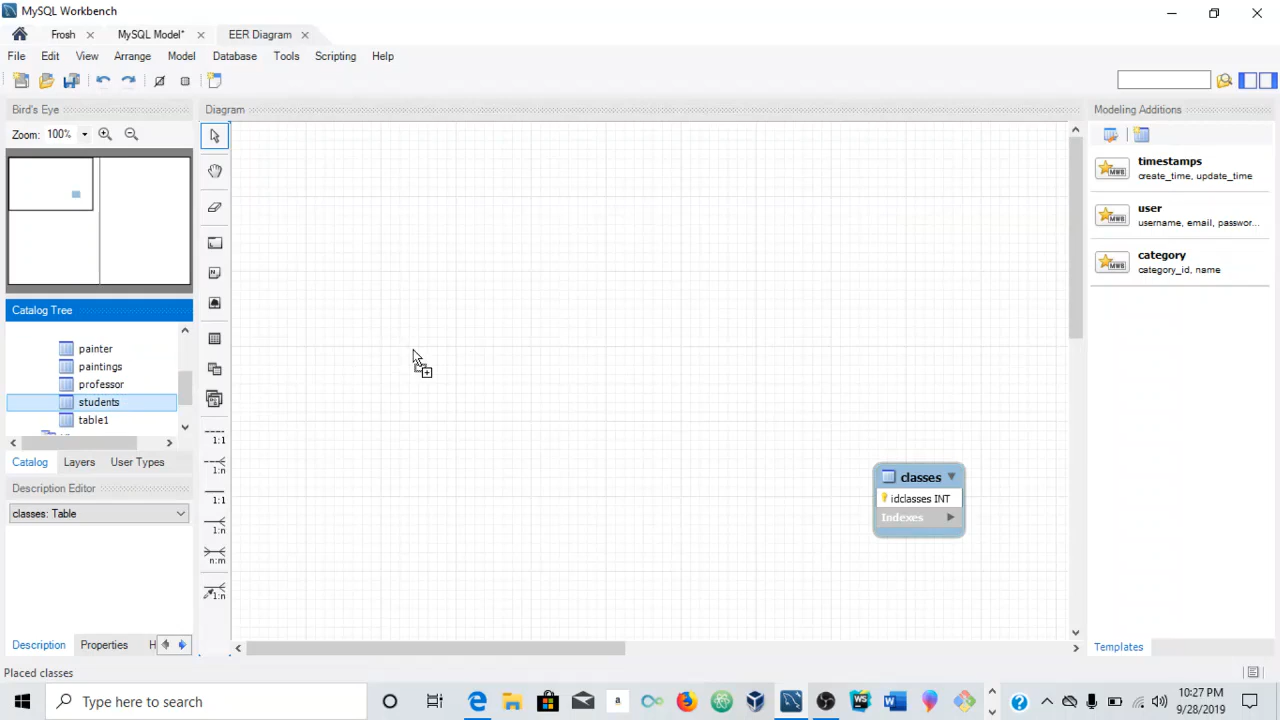 MySQL Workbench
Frosh
MySQL Model*
EER Diagram
File Edit View Arrange Model Database Tools Scripting Help
Bird's Eye
Diagram
Modeling Additions
Zoom: 100%
timestamps
create_time, update_time
user
username, email, passwor...
category
category_id, name
Catalog Tree
painter
paintings
professor
students
table1
Catalog Layers User Types
Description Editor
classes: Table
classes
idclasses INT
Indexes
1:1
1:n
1:1
1:n
n:m
1:n
Description Properties H
Templates
Placed classes
Type here to search
10:27 PM
9/28/2019